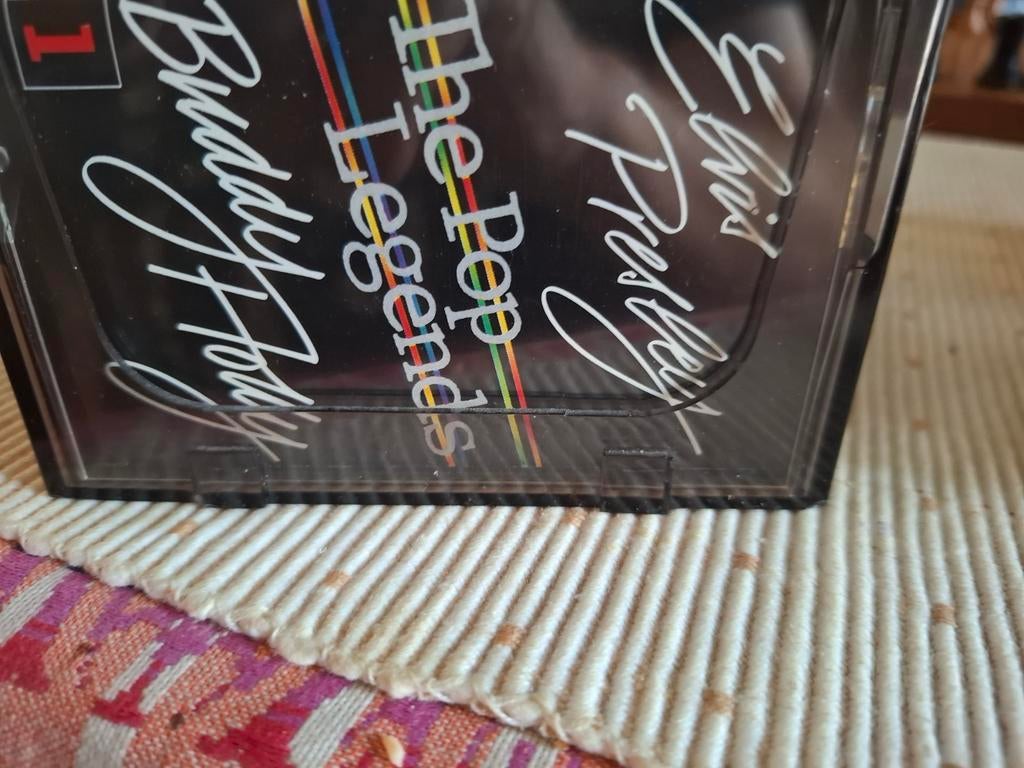 Elvis
Presley
The Pop
Legends
Buddy Holly
1